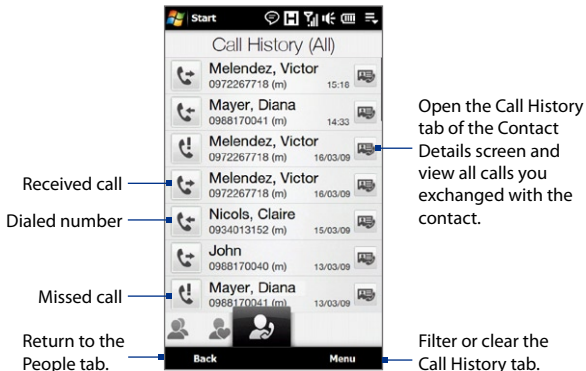 Start
Call History (All)
Melendez, Victor
0972267718 (m) 15:18
Mayer, Diana
0988170041 (m) 14:33
Melendez, Victor
0972267718 (m) 16/03/09
Melendez, Victor
0972267718 (m) 16/03/09
Nicols, Claire
0934013152 (m) 15/03/09
John
0988170040 (m) 13/03/09
Mayer, Diana
0988170041 (m) 13/03/09
Back Menu
Received call
Dialed number
Missed call
Return to the
People tab.
Open the Call History
tab of the Contact
Details screen and
view all calls you
exchanged with the
contact.
Filter or clear the
Call History tab.